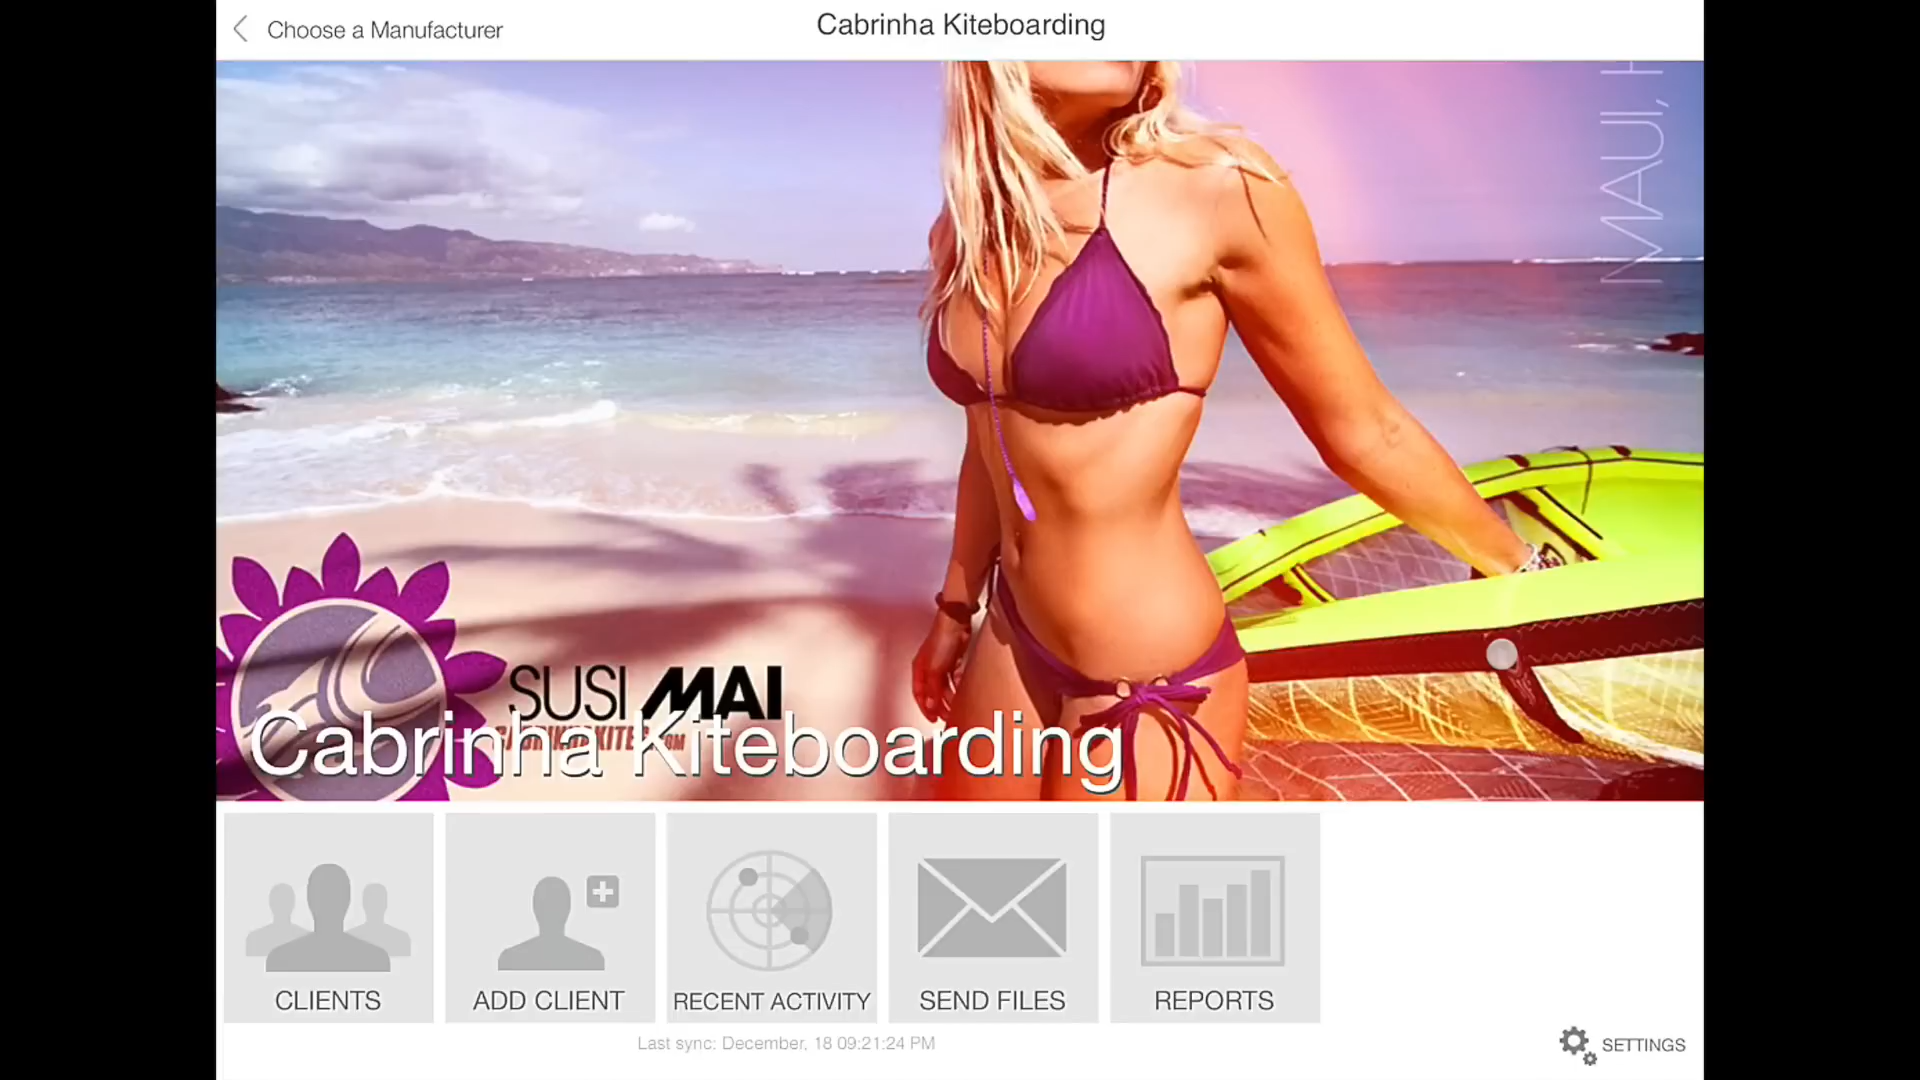 Choose a Manufacturer
Cabrinha Kiteboarding
MAUI, H
SUSI MAI
Cabrinha Kiteboarding
CLIENTS
ADD CLIENT
RECENT ACTIVITY
SEND FILES
REPORTS
Last sync: December, 18 09:21:24 PM
SETTINGS